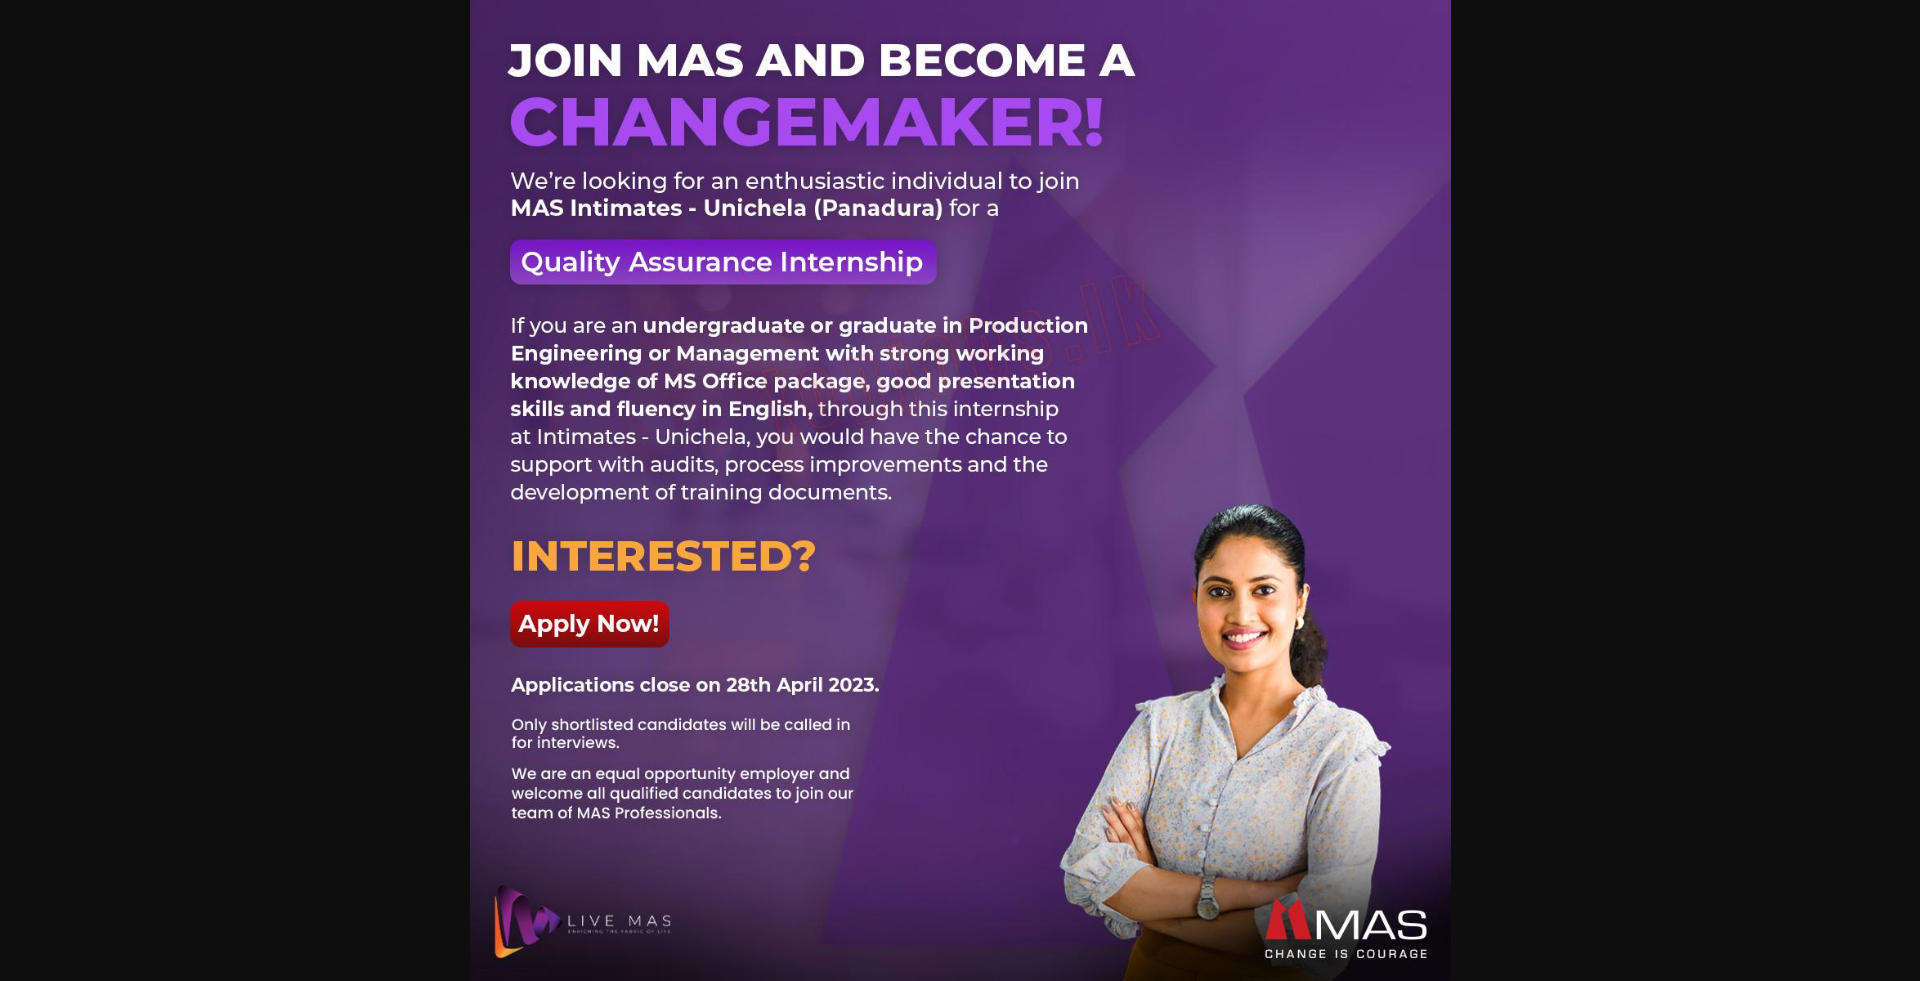 JOIN MAS AND BECOME A
CHANGEMAKER!
We’re looking for an enthusiastic individual to join
MAS Intimates - Unichela (Panadura) for a
Quality Assurance Internship
If you are an undergraduate or graduate in Production
Engineering or Management with strong working
knowledge of MS Office package, good presentation
skills and fluency in English, through this internship
at Intimates - Unichela, you would have the chance to
support with audits, process improvements and the
development of training documents.
INTERESTED?
Apply Now!
Applications close on 28th April 2023.
Only shortlisted candidates will be called in
for interviews.
We are an equal opportunity employer and
welcome all qualified candidates to join our
team of MAS Professionals.
LIVE MAS
ENRICHING THE FABRIC OF LIFE
MAS
CHANGE IS COURAGE